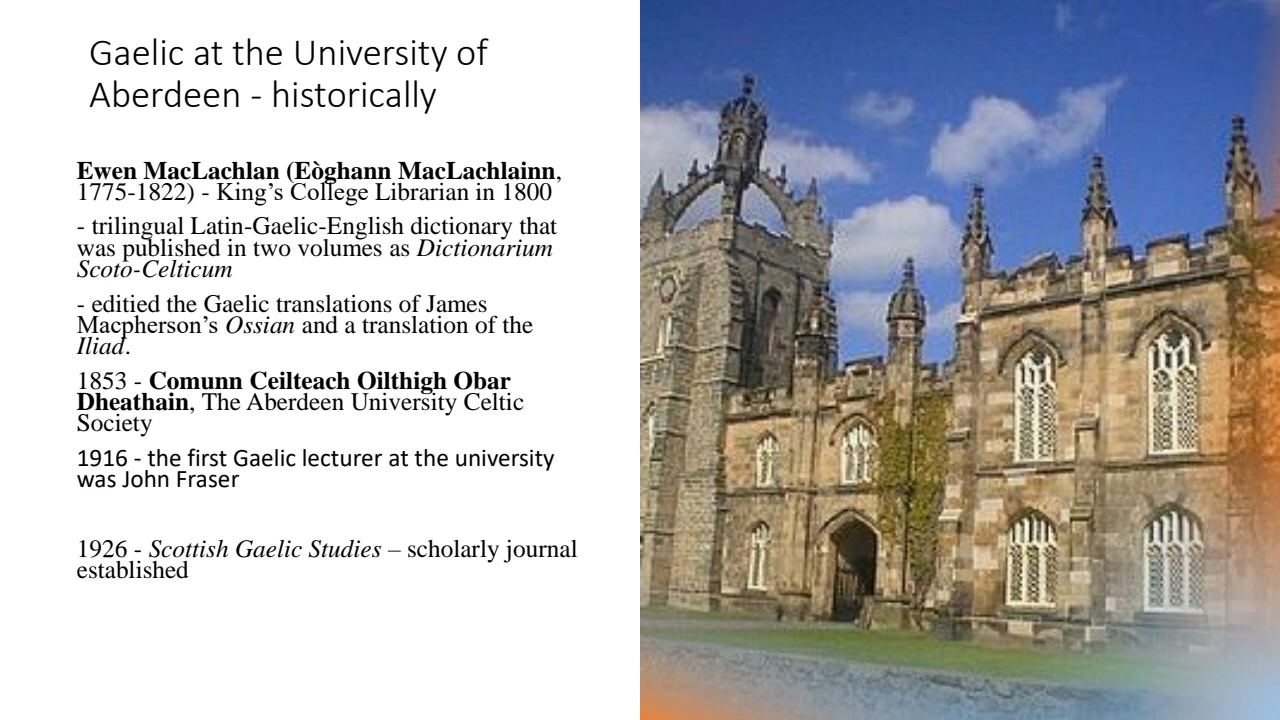 Gaelic at the University of
Aberdeen - historically
Ewen MacLachlan (Eòghann MacLachlainn,
1775-1822) - King’s College Librarian in 1800
- trilingual Latin-Gaelic-English dictionary that
was published in two volumes as Dictionarium
Scoto-Celticum
- editied the Gaelic translations of James
Macpherson’s Ossian and a translation of the
Iliad.
1853 - Comunn Ceilteach Oilthigh Obar
Dheathain, The Aberdeen University Celtic
Society
1916 - the first Gaelic lecturer at the university
was John Fraser
1926 - Scottish Gaelic Studies – scholarly journal
established